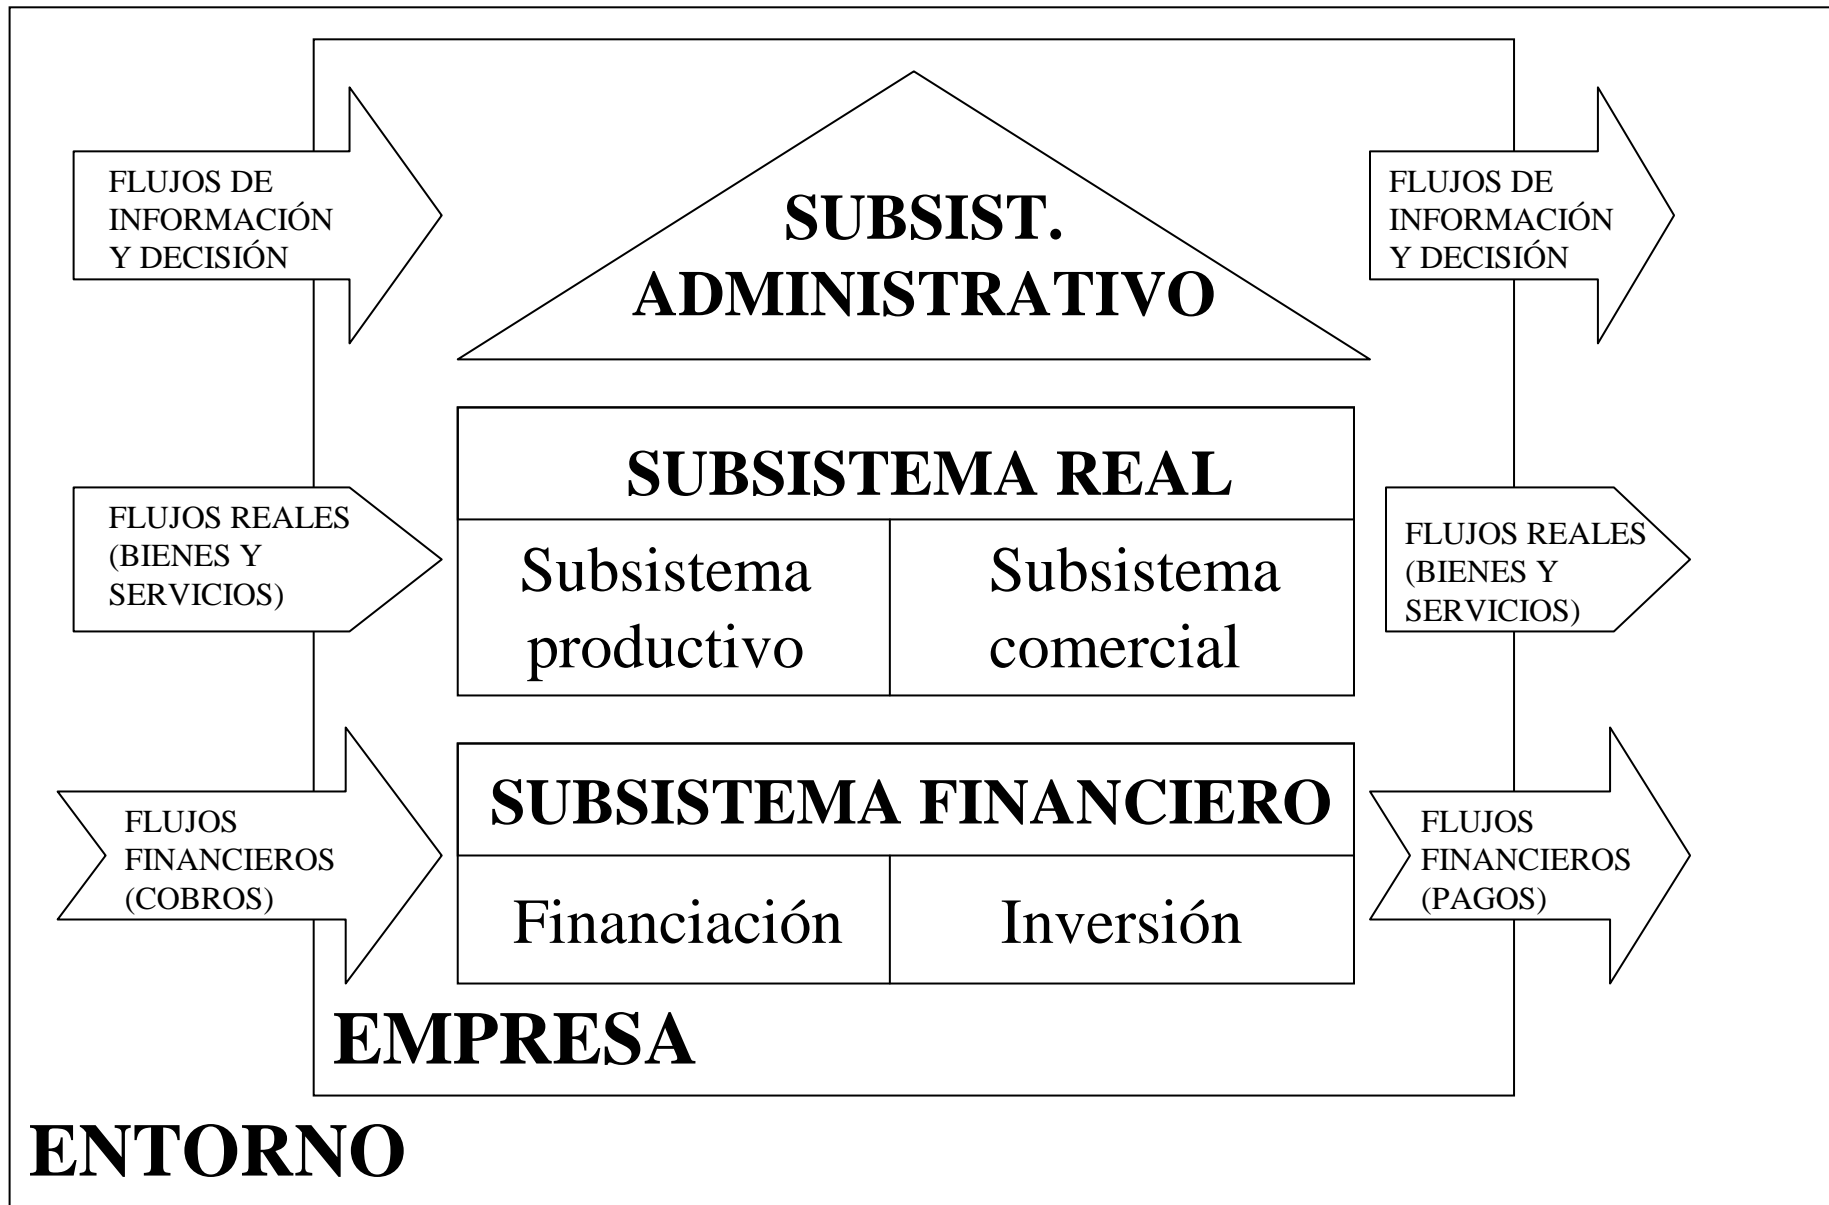 FLUJOS DE
INFORMACIÓN
Y DECISIÓN
SUBSIST.
ADMINISTRATIVO
FLUJOS DE
INFORMACIÓN
Y DECISIÓN
FLUJOS REALES
(BIENES Y
SERVICIOS)
SUBSISTEMA REAL
Subsistema
productivo
Subsistema
comercial
FLUJOS REALES
(BIENES Y
SERVICIOS)
FLUJOS
FINANCIEROS
(COBROS)
SUBSISTEMA FINANCIERO
Financiación
Inversión
FLUJOS
FINANCIEROS
(PAGOS)
EMPRESA
ENTORNO